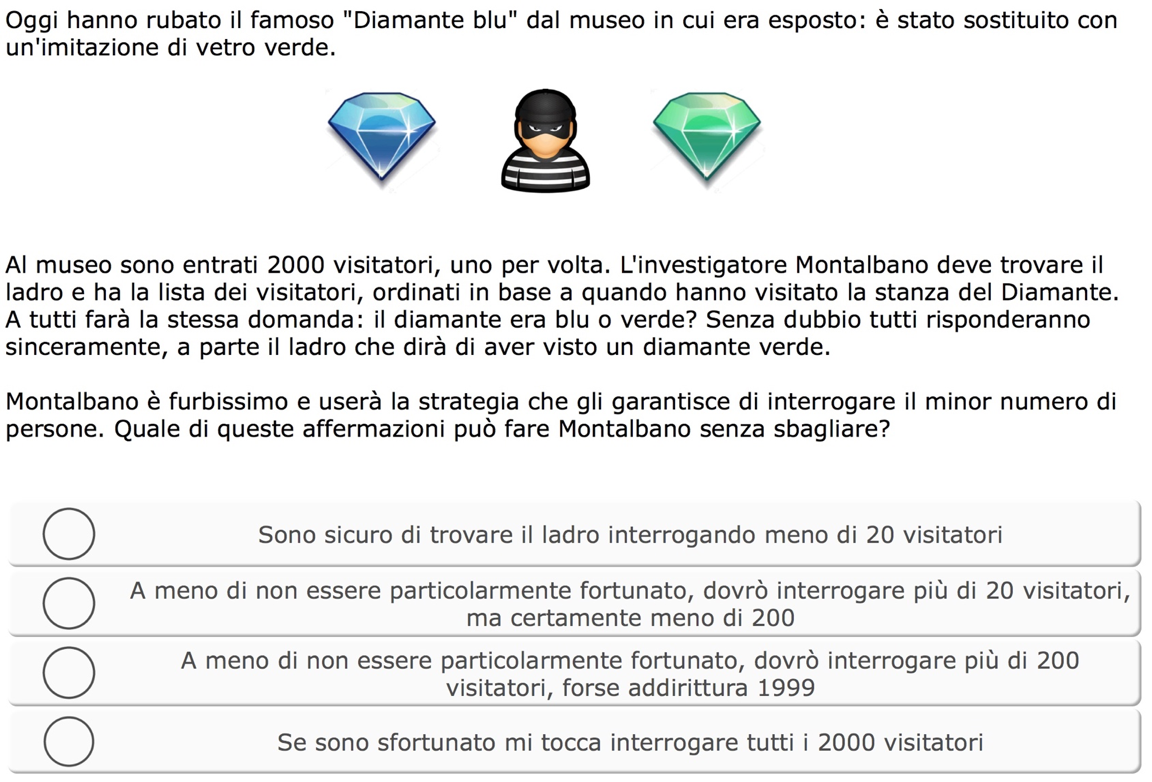 Oggi hanno rubato il famoso "Diamante blu" dal museo in cui era esposto: è stato sostituito con
un'imitazione di vetro verde.
Al museo sono entrati 2000 visitatori, uno per volta. L'investigatore Montalbano deve trovare il
ladro e ha la lista dei visitatori, ordinati in base a quando hanno visitato la stanza del Diamante.
A tutti farà la stessa domanda: il diamante era blu o verde? Senza dubbio tutti risponderanno
sinceramente, a parte il ladro che dirà di aver visto un diamante verde.
Montalbano è furbissimo e userà la strategia che gli garantisce di interrogare il minor numero di
persone. Quale di queste affermazioni può fare Montalbano senza sbagliare?
Sono sicuro di trovare il ladro interrogando meno di 20 visitatori
A meno di non essere particolarmente fortunato, dovrò interrogare più di 20 visitatori,
ma certamente meno di 200
A meno di non essere particolarmente fortunato, dovrò interrogare più di 200
visitatori, forse addirittura 1999
Se sono sfortunato mi tocca interrogare tutti i 2000 visitatori